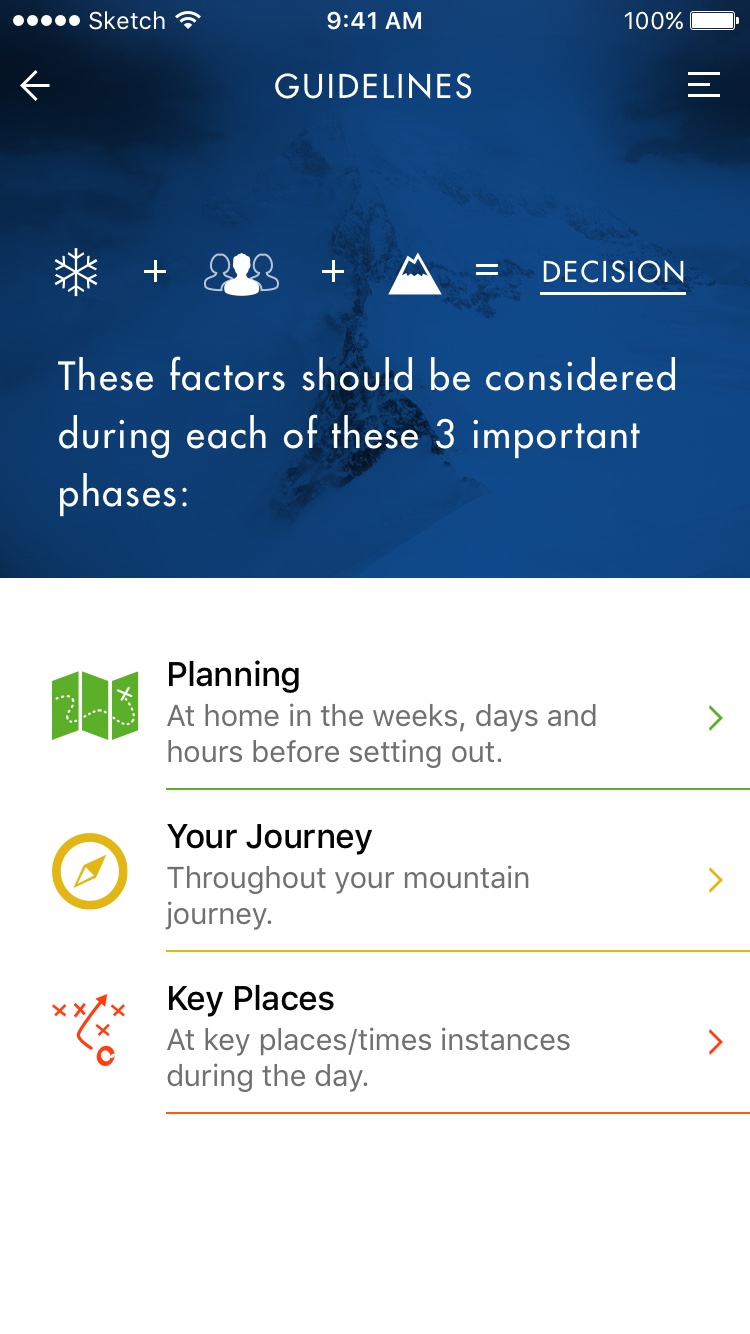 Sketch 9:41 AM 100%
GUIDELINES
+ + = DECISION
These factors should be considered
during each of these 3 important
phases:
Planning
At home in the weeks, days and
hours before setting out.
Your Journey
Throughout your mountain
journey.
Key Places
At key places/times instances
during the day.